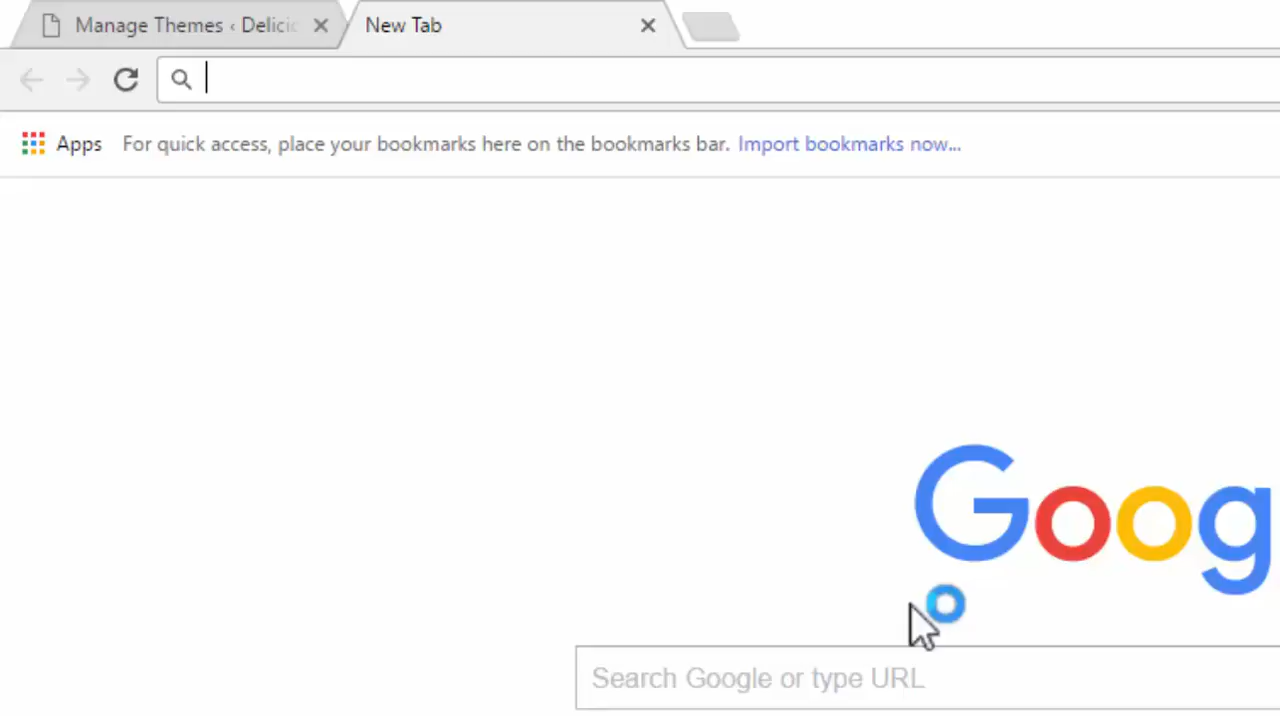 Manage Themes ‹ Delici
New Tab
Apps For quick access, place your bookmarks here on the bookmarks bar. Import bookmarks now...
Goog
Search Google or type URL